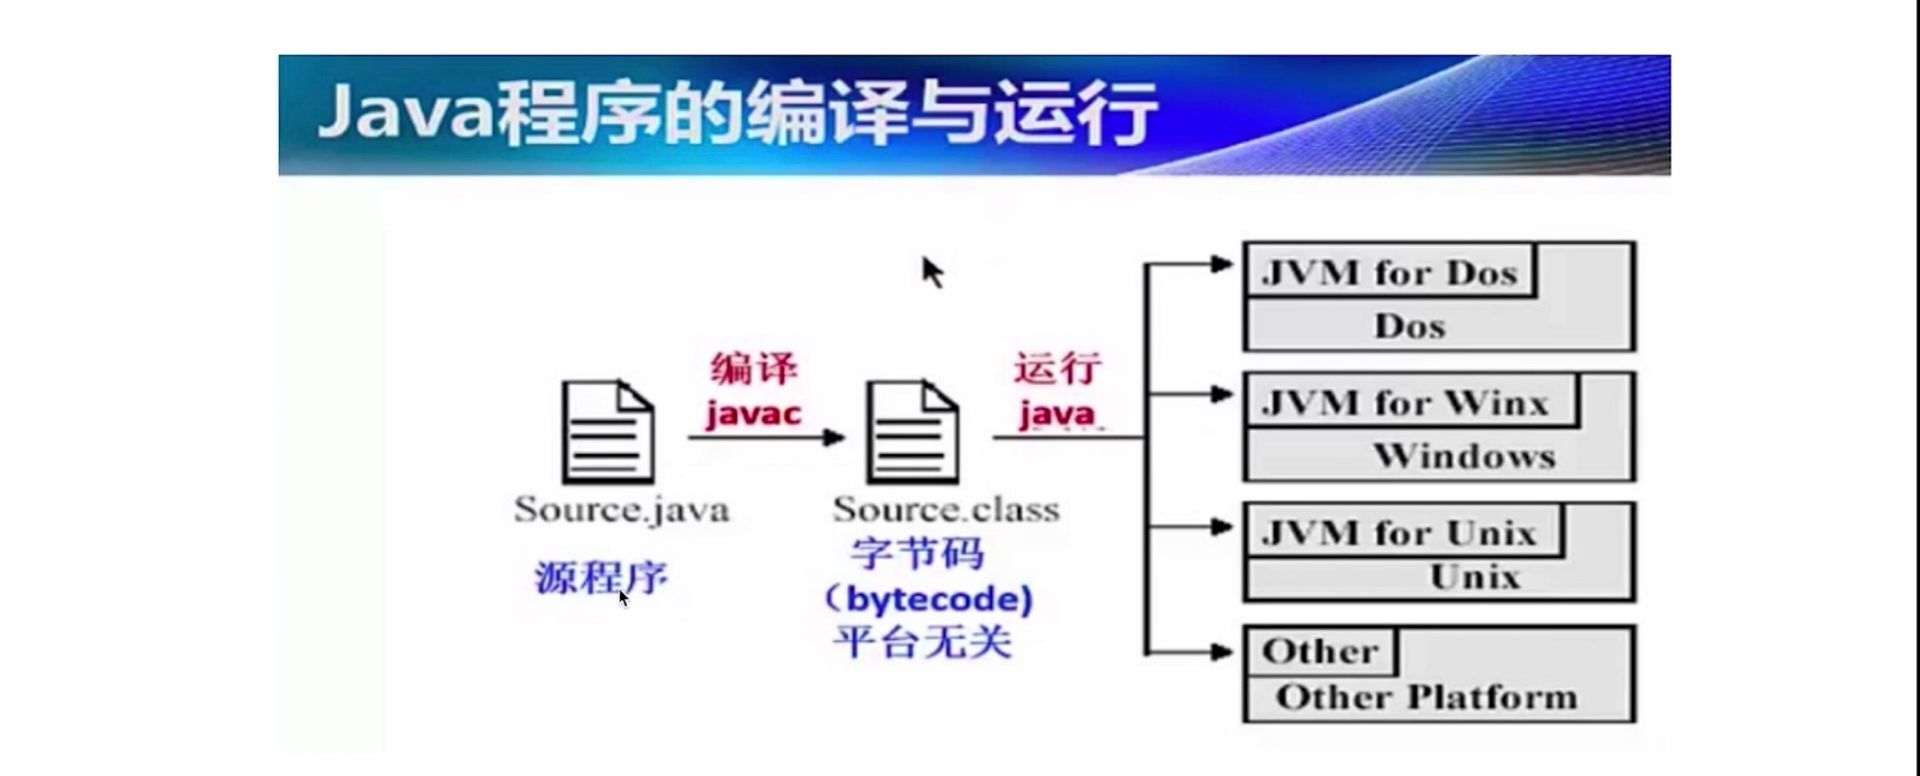 Java程序的编译与运行
编译
javac
运行
java
Source.java
源程序
Source.class
字节码
（bytecode)
平台无关
JVM for Dos
Dos
JVM for Winx
Windows
JVM for Unix
Unix
Other
Other Platform